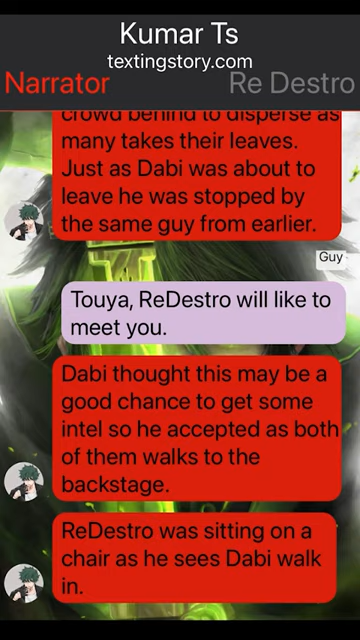 Kumar Ts
textingstory.com
Narrator
Re Destro
crowd behind to disperse as
many takes their leaves.
Just as Dabi was about to
leave he was stopped by
the same guy from earlier.
Guy
Touya, ReDestro will like to
meet you.
Dabi thought this may be a
good chance to get some
intel so he accepted as both
of them walks to the
backstage.
ReDestro was sitting on a
chair as he sees Dabi walk
in.